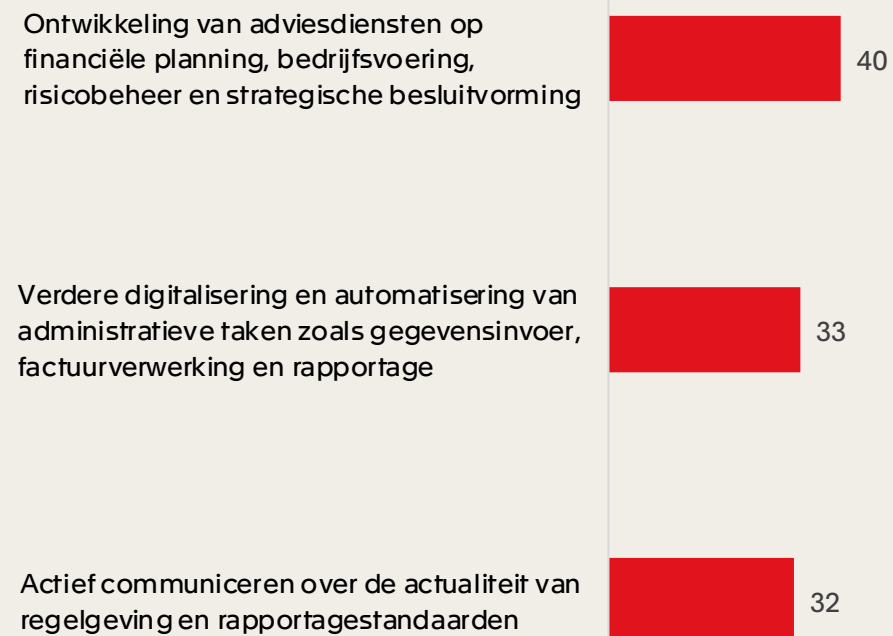 Ontwikkeling van adviesdiensten op
financiële planning, bedrijfsvoering,
risicobeheer en strategische besluitvorming
40
Verdere digitalisering en automatisering van
administratieve taken zoals gegevensinvoer,
factuurverwerking en rapportage
33
Actief communiceren over de actualiteit van
regelgeving en rapportagestandaarden
32